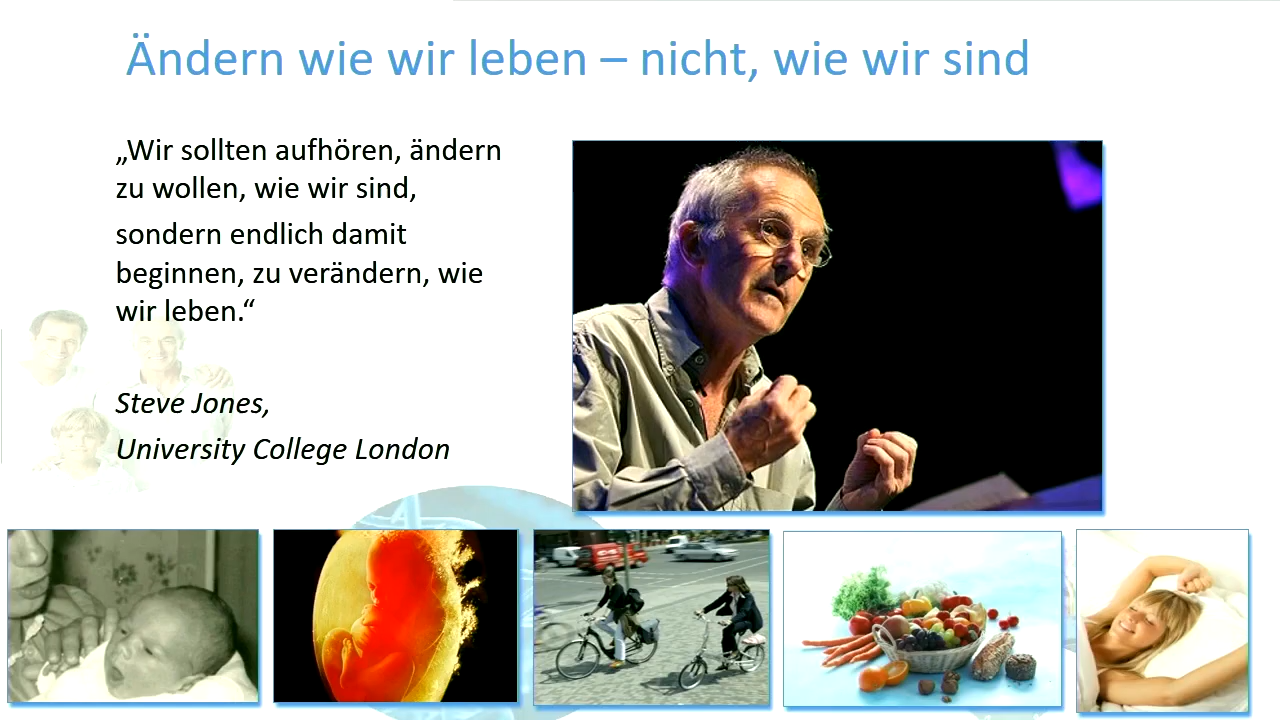 Ändern wie wir leben – nicht, wie wir sind
„Wir sollten aufhören, ändern
zu wollen, wie wir sind,
sondern endlich damit
beginnen, zu verändern, wie
wir leben.“
Steve Jones,
University College London